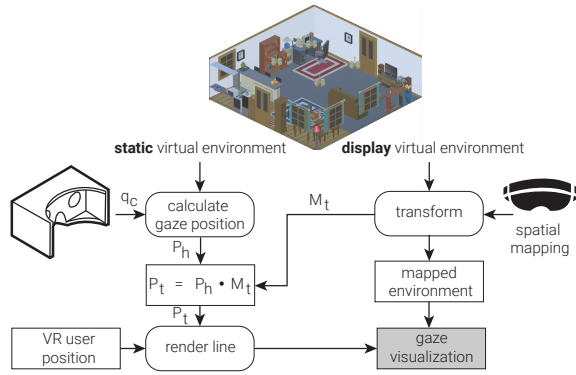 static virtual environment
display virtual environment
q_c
calculate
gaze position
M_t
transform
spatial
mapping
P_h
P_t = P_h • M_t
mapped
environment
P_t
VR user
position
render line
gaze
visualization